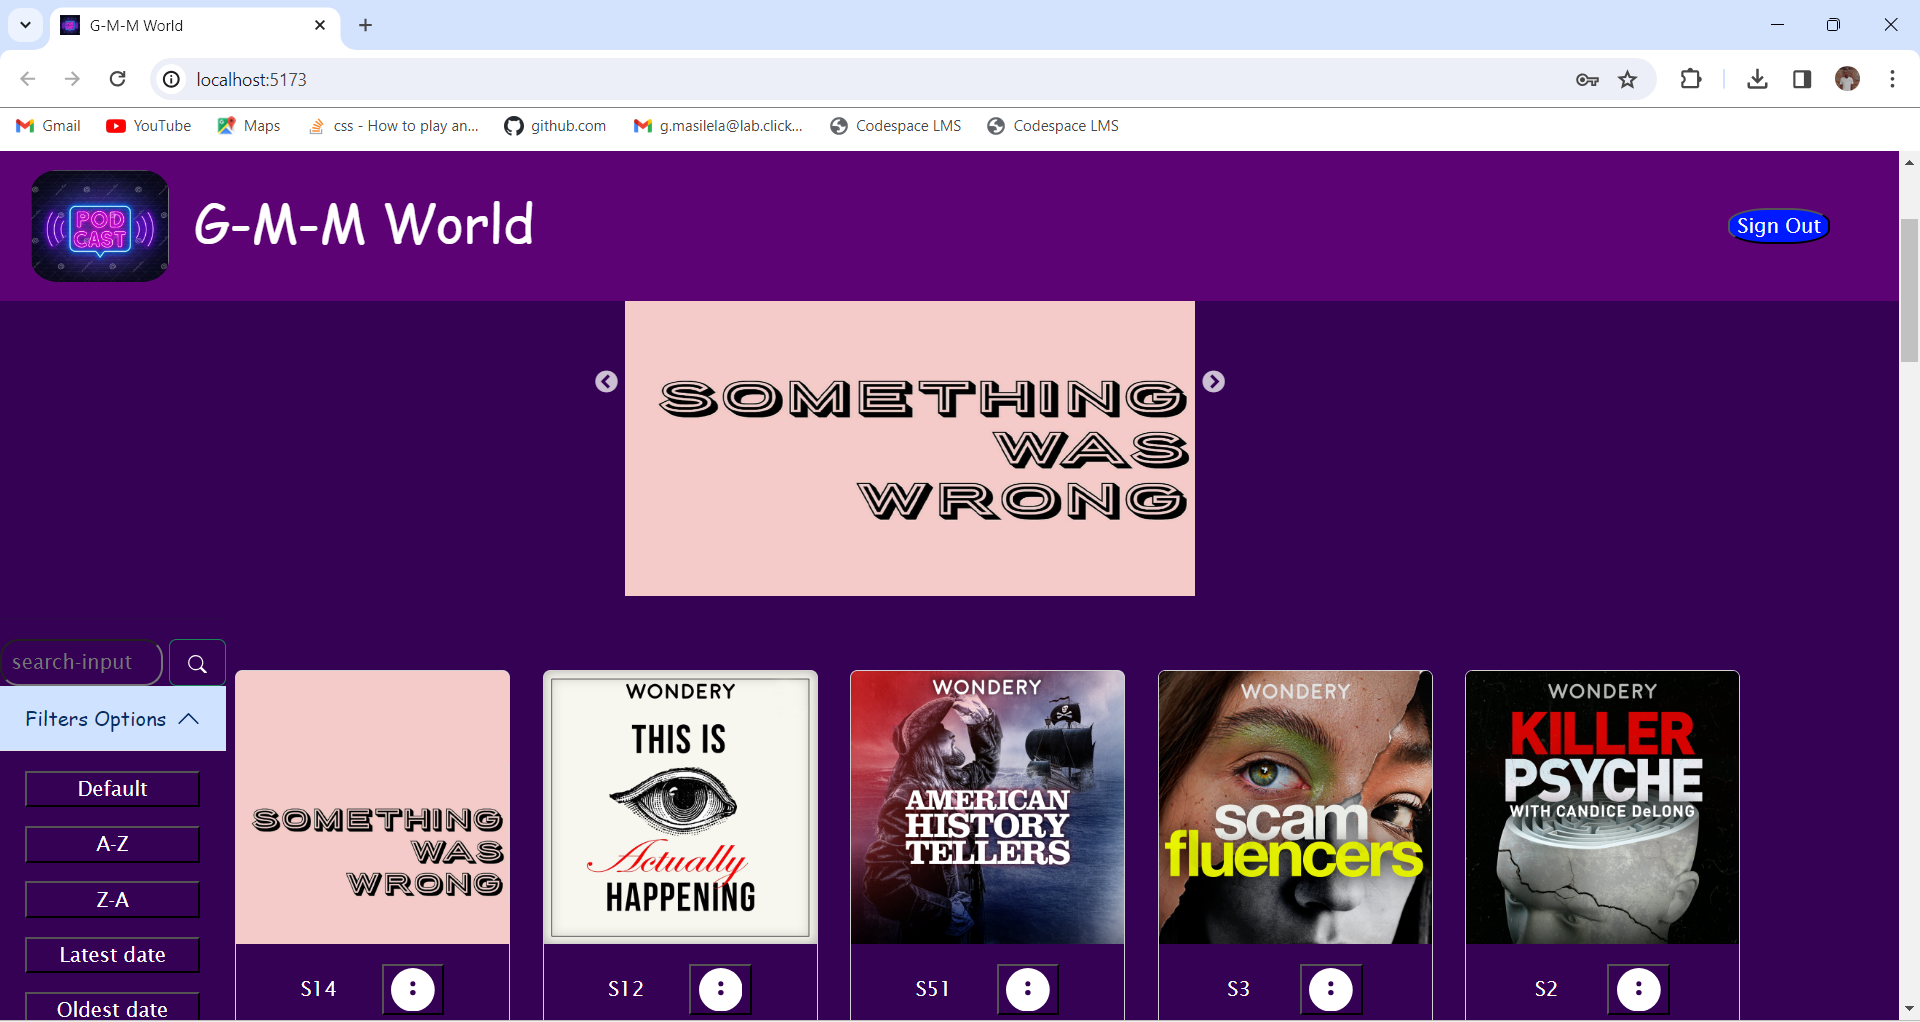 G-M-M World
localhost:5173
Gmail
YouTube
Maps
css - How to play an...
github.com
g.masilela@lab.click...
Codespace LMS
Codespace LMS
POD
CAST
G-M-M World
Sign Out
SOMETHING
WAS
WRONG
search-input
Filters Options
Default
A-Z
Z-A
Latest date
Oldest date
SOMETHING
WAS
WRONG
S14
WONDERY
THIS IS
Actually
HAPPENING
S12
WONDERY
AMERICAN
HISTORY
TELLERS
S51
WONDERY
scam
fluencers
S3
WONDERY
KILLER
PSYCHE
WITH CANDICE DeLONG
S2